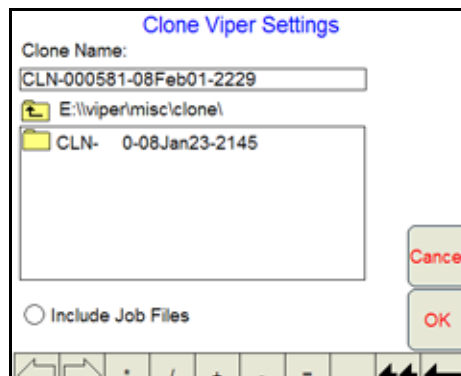 Clone Viper Settings
Clone Name:
CLN-000581-08Feb01-2229
E:\\viper\misc\clone\
CLN-    0-08Jan23-2145
Cancel
Include Job Files
OK